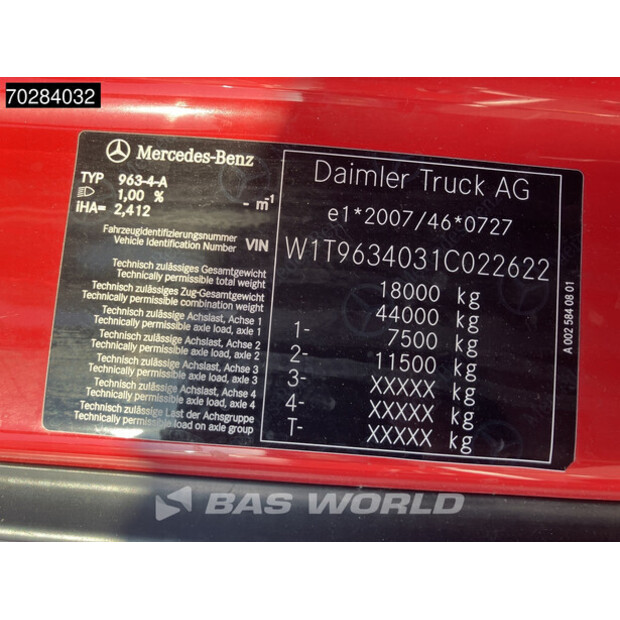 70284032
Mercedes-Benz
TYP 963-4-A
1,00 %
iHA= 2,412 - m⁻¹
Fahrzeugidentifizierungsnummer
Vehicle Identification Number VIN
Technisch zulässiges Gesamtgewicht
Technically permissible total weight
Technisch zulässiges Zug-Gesamtgewicht
Technically permissible combination weight
Technisch zulässige Achslast, Achse 1
Technically permissible axle load, axle 1
Technisch zulässige Achslast, Achse 2
Technically permissible axle load, axle 2
Technisch zulässige Achslast, Achse 3
Technically permissible axle load, axle 3
Technisch zulässige Achslast, Achse 4
Technically permissible axle load, axle 4
Technisch zulässige Last der Achsgruppe
Technically permissible load on axle group
Daimler Truck AG
e1*2007/46*0727
W1T9634031C022622
18000 kg
44000 kg
1- 7500 kg
2- 11500 kg
3- XXXXX kg
4- XXXXX kg
T- XXXXX kg
A 002 584 08 01
BAS WORLD